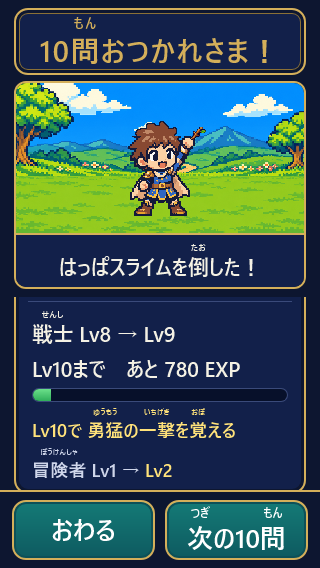 10問おつかれさま！
はっぱスライムを倒した！
戦士 Lv8 → Lv9
Lv10まで　あと 780 EXP
Lv10で 勇猛の一撃を覚える
冒険者 Lv1 → Lv2
おわる
次の10問